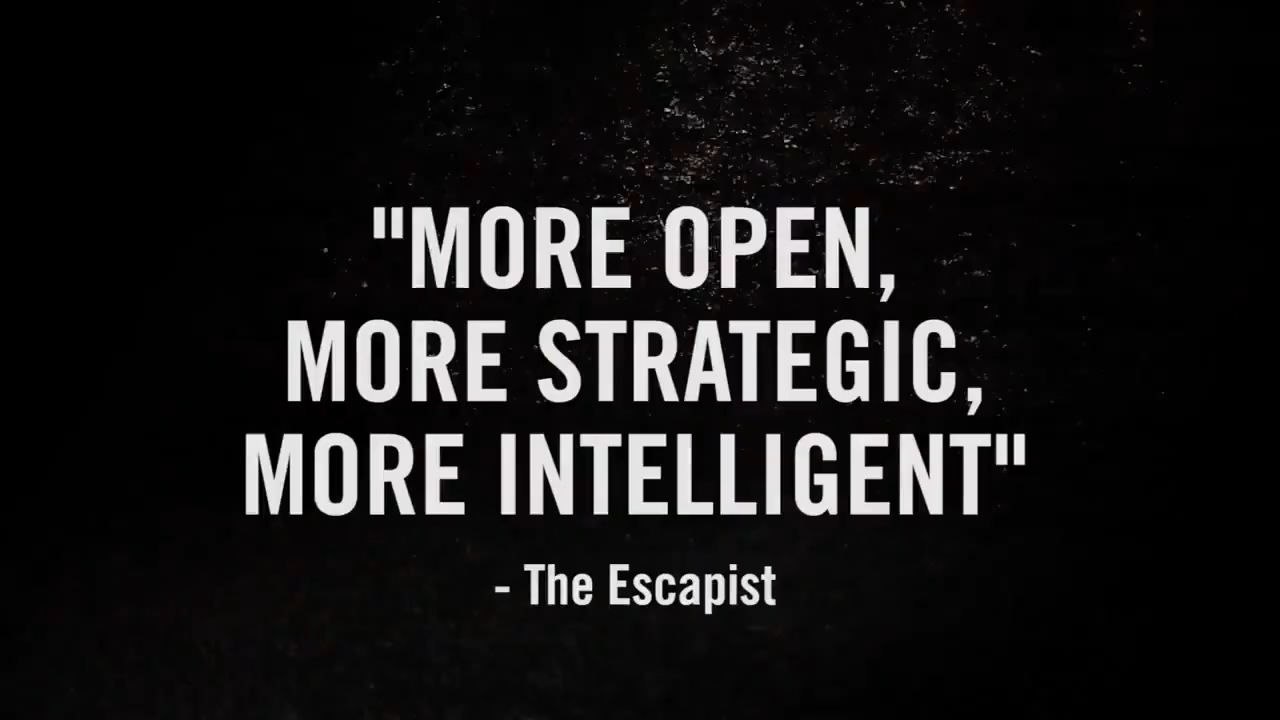 "MORE OPEN,
MORE STRATEGIC,
MORE INTELLIGENT"
- The Escapist